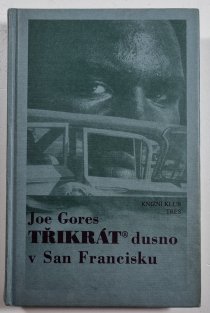 KNIŽNÍ KLUB
TRES
Joe Gores
TŘIKRÁT® dusno
v San Francisku